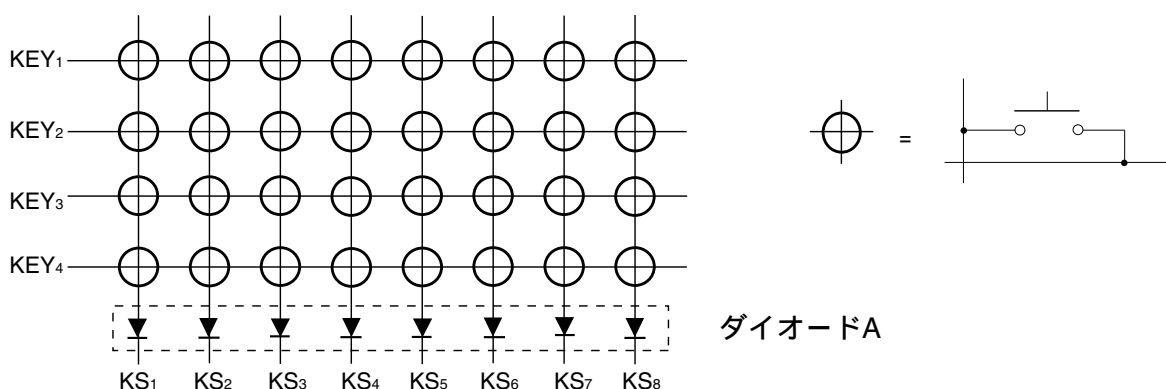 KEY1
KEY2
KEY3
KEY4
=
ダイオードA
KS1 KS2 KS3 KS4 KS5 KS6 KS7 KS8